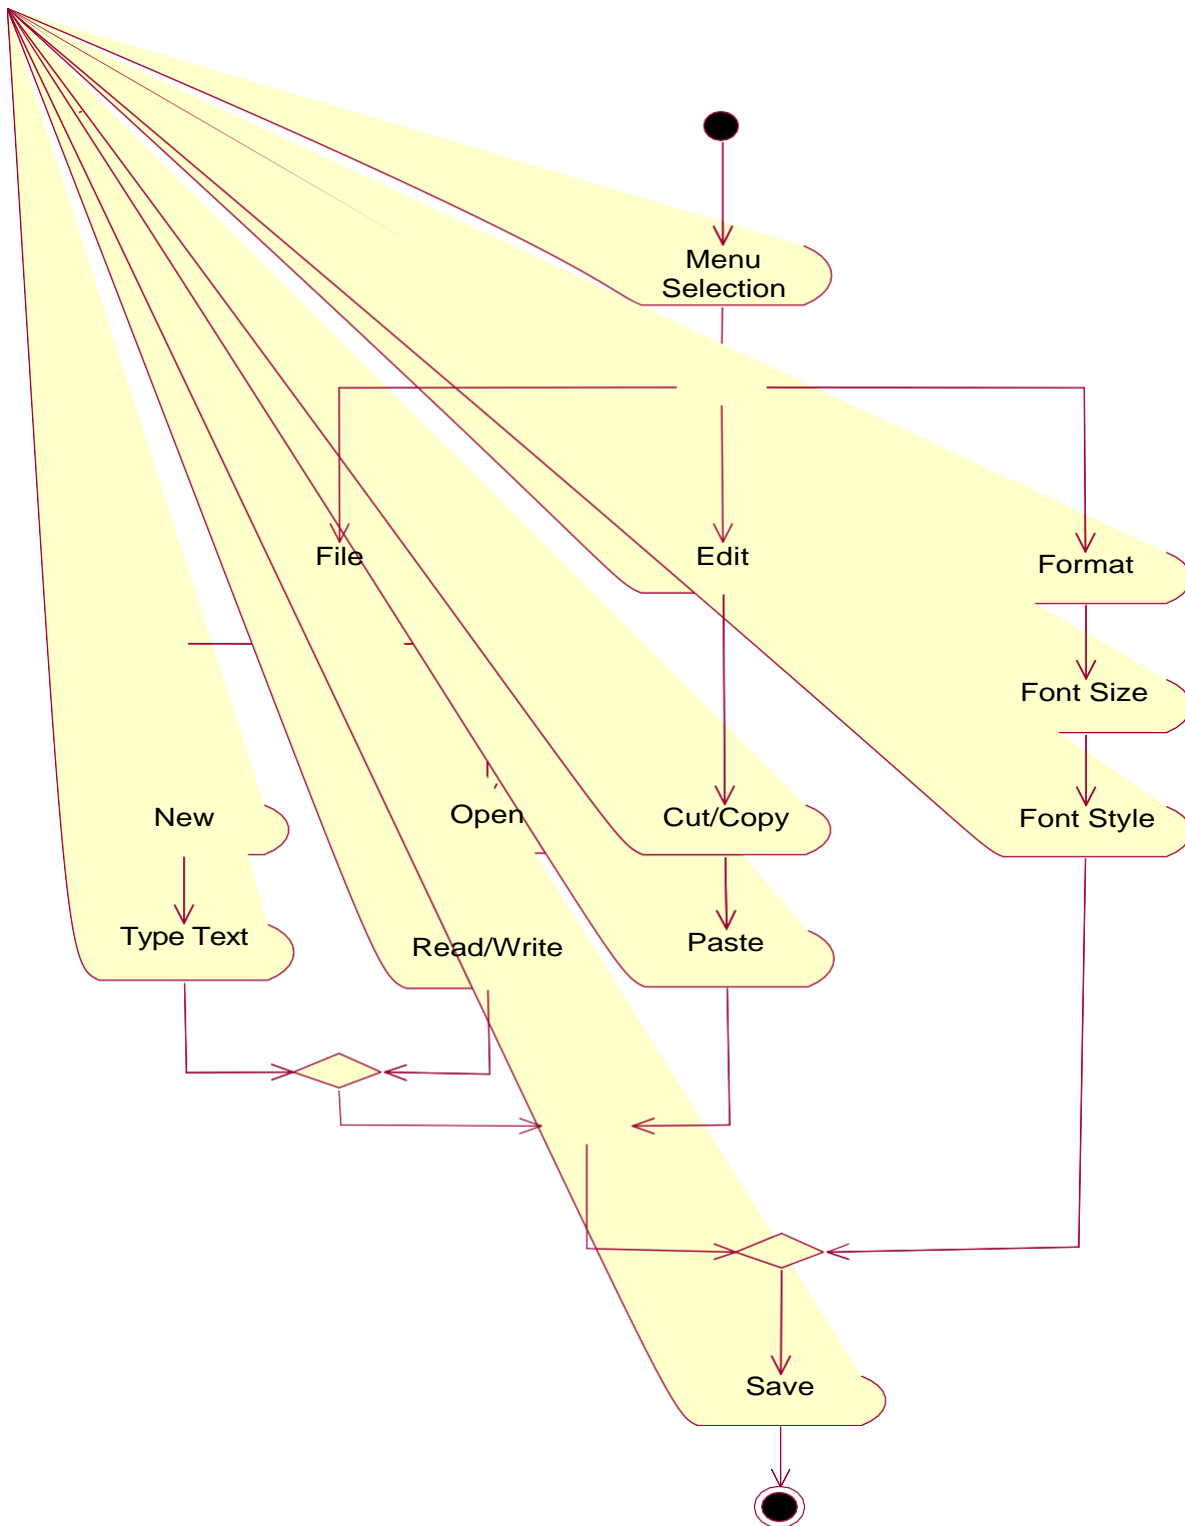 Menu
Selection
File
Edit
Format
Font Size
New
Open
Cut/Copy
Font Style
Type Text
Read/Write
Paste
Save